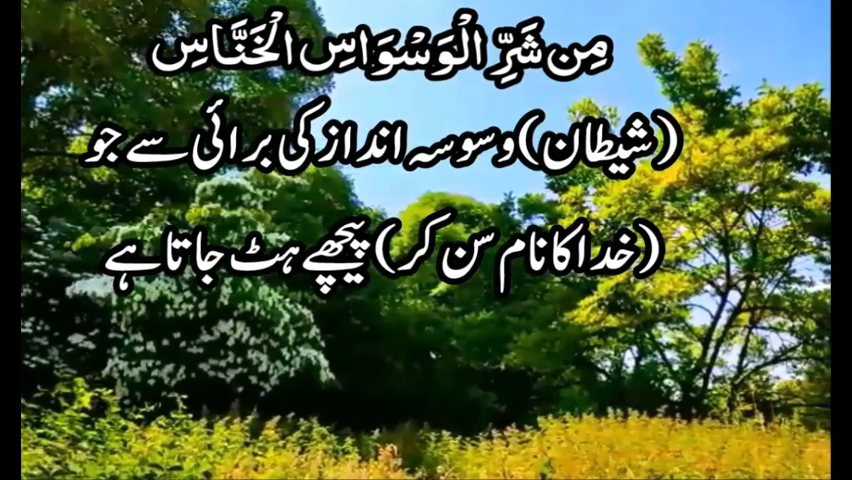 مِن شَرِّ الْوَسْوَاسِ الْخَنَّاسِ
(شیطان) وسوسہ انداز کی برائی سے جو
(خدا کا نام سن کر) پیچھے ہٹ جاتا ہے